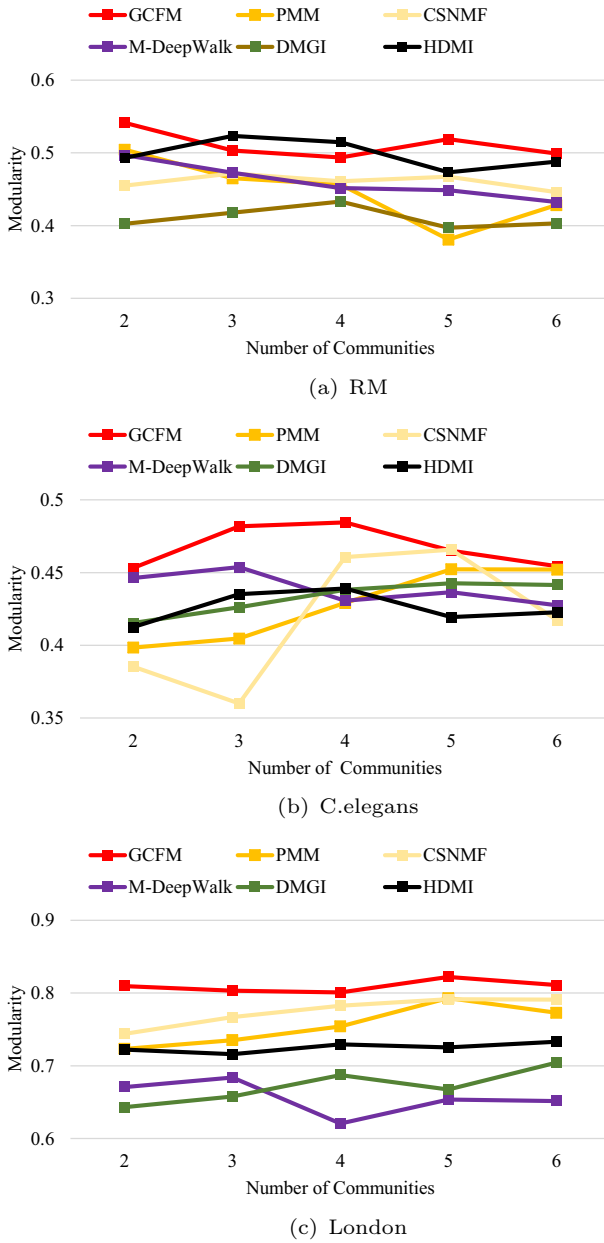 GCFM PMM CSNMF
M-DeepWalk DMGI HDMI
0.6
0.5
0.4
0.3
Modularity
2 3 4 5 6
Number of Communities
(a) RM
GCFM PMM CSNMF
M-DeepWalk DMGI HDMI
0.5
0.45
0.4
0.35
Modularity
2 3 4 5 6
Number of Communities
(b) C.elegans
GCFM PMM CSNMF
M-DeepWalk DMGI HDMI
0.9
0.8
0.7
0.6
Modularity
2 3 4 5 6
Number of Communities
(c) London